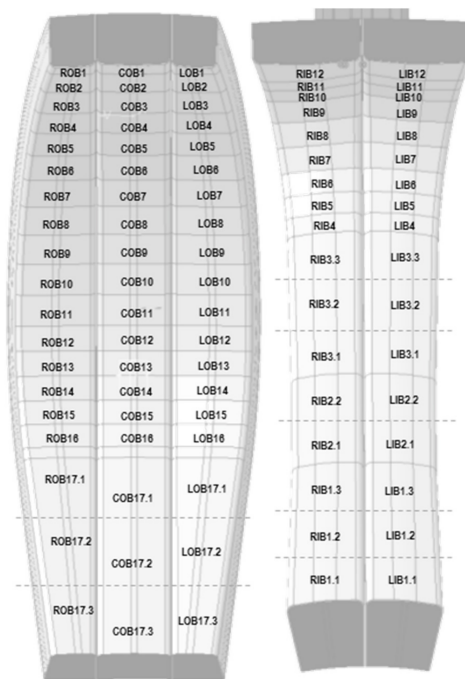 ROB1 COB1 LOB1
ROB2 COB2 LOB2
ROB3 COB3 LOB3
ROB4 COB4 LOB4
ROB5 COB5 LOB5
ROB6 COB6 LOB6
ROB7 COB7 LOB7
ROB8 COB8 LOB8
ROB9 COB9 LOB9
ROB10 COB10 LOB10
ROB11 COB11 LOB11
ROB12 COB12 LOB12
ROB13 COB13 LOB13
ROB14 COB14 LOB14
ROB15 COB15 LOB15
ROB16 COB16 LOB16
ROB17.1 COB17.1 LOB17.1
ROB17.2 COB17.2 LOB17.2
ROB17.3 COB17.3 LOB17.3
RIB12 LIB12
RIB11 LIB11
RIB10 LIB10
RIB9 LIB9
RIB8 LIB8
RIB7 LIB7
RIB6 LIB6
RIB5 LIB5
RIB4 LIB4
RIB3.3 LIB3.3
RIB3.2 LIB3.2
RIB3.1 LIB3.1
RIB2.2 LIB2.2
RIB2.1 LIB2.1
RIB1.3 LIB1.3
RIB1.2 LIB1.2
RIB1.1 LIB1.1